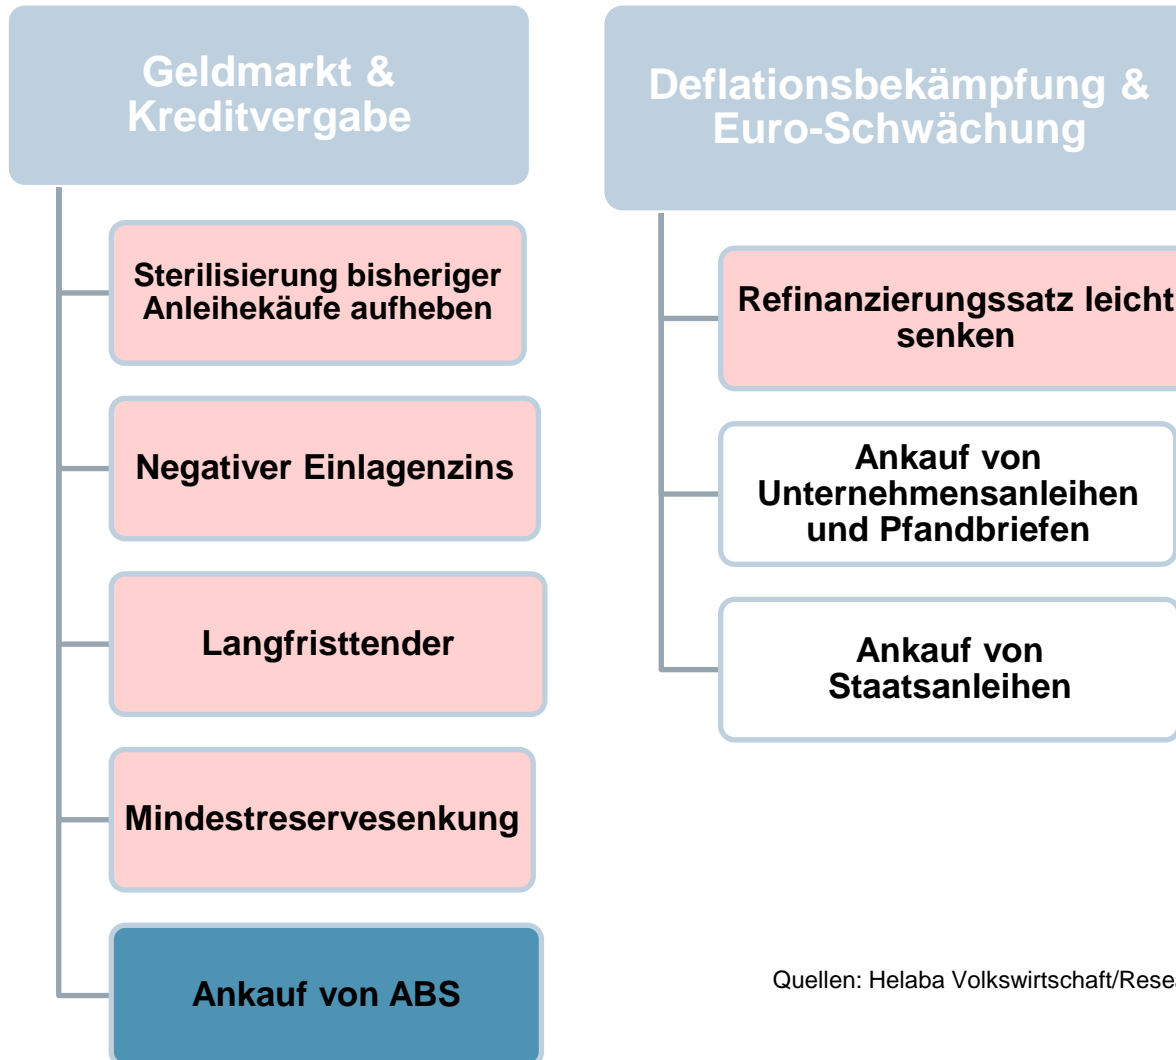 Geldmarkt &
Kreditvergabe
Sterilisierung bisheriger
Anleihekäufe aufheben
Negativer Einlagenzins
Langfristtender
Mindestreservesenkung
Ankauf von ABS
Deflationsbekämpfung &
Euro-Schwächung
Refinanzierungssatz leicht
senken
Ankauf von
Unternehmensanleihen
und Pfandbriefen
Ankauf von
Staatsanleihen
Quellen: Helaba Volkswirtschaft/Resea